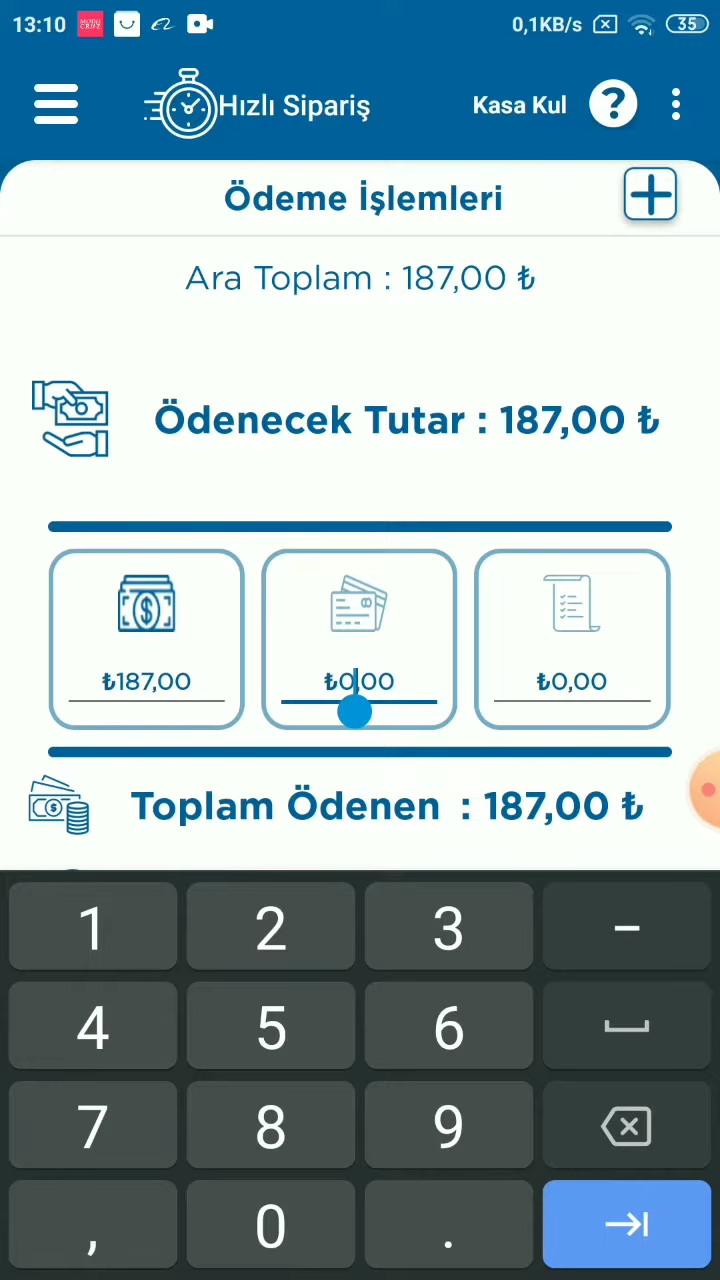 13:10 0,1KB/s 35
Hızlı Sipariş Kasa Kul ?
Ödeme İşlemleri
Ara Toplam : 187,00 ₺
Ödenecek Tutar : 187,00 ₺
₺187,00 ₺0,00 ₺0,00
Toplam Ödenen : 187,00 ₺
1 2 3 –
4 5 6
7 8 9
, 0 .